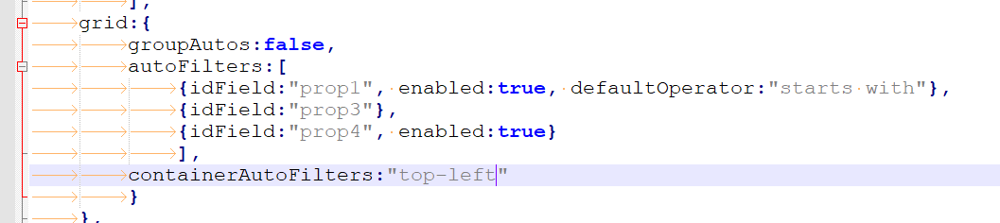 ],
grid:{
groupAutos:false,
autoFilters:[
{idField:"prop1", enabled:true, defaultOperator:"starts with"},
{idField:"prop3"},
{idField:"prop4", enabled:true}
],
containerAutoFilters:"top-left"
}
},